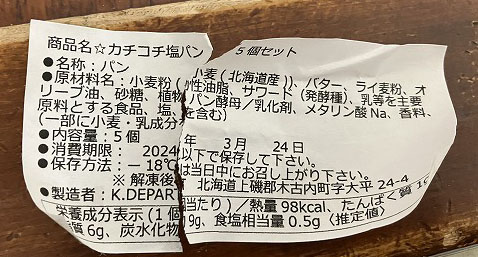 商品名☆カチコチ塩パン 5個セット
●名称：パン
●原材料名：小麦粉(小麦(北海道産))、バター、ライ麦粉、オ
リーブ油、砂糖、植物性油脂、サワード(発酵種)、乳等を主要
原料とする食品、塩、パン酵母／乳化剤、メタリン酸Na、香料、
(一部に小麦・乳成分を含む)
●内容量：5個
●消費期限： 2024年 3月 24日
●保存方法：－18℃以下で保存して下さい。
※解凍後は当日中にお召し上がり下さい。
●製造者：K.DEPART 北海道上磯郡木古内町字大平 24-4
栄養成分表示(1個当たり)／熱量 98kcal、たんぱく質
質6g、炭水化物 9g、食塩相当量 0.5g〈推定値〉